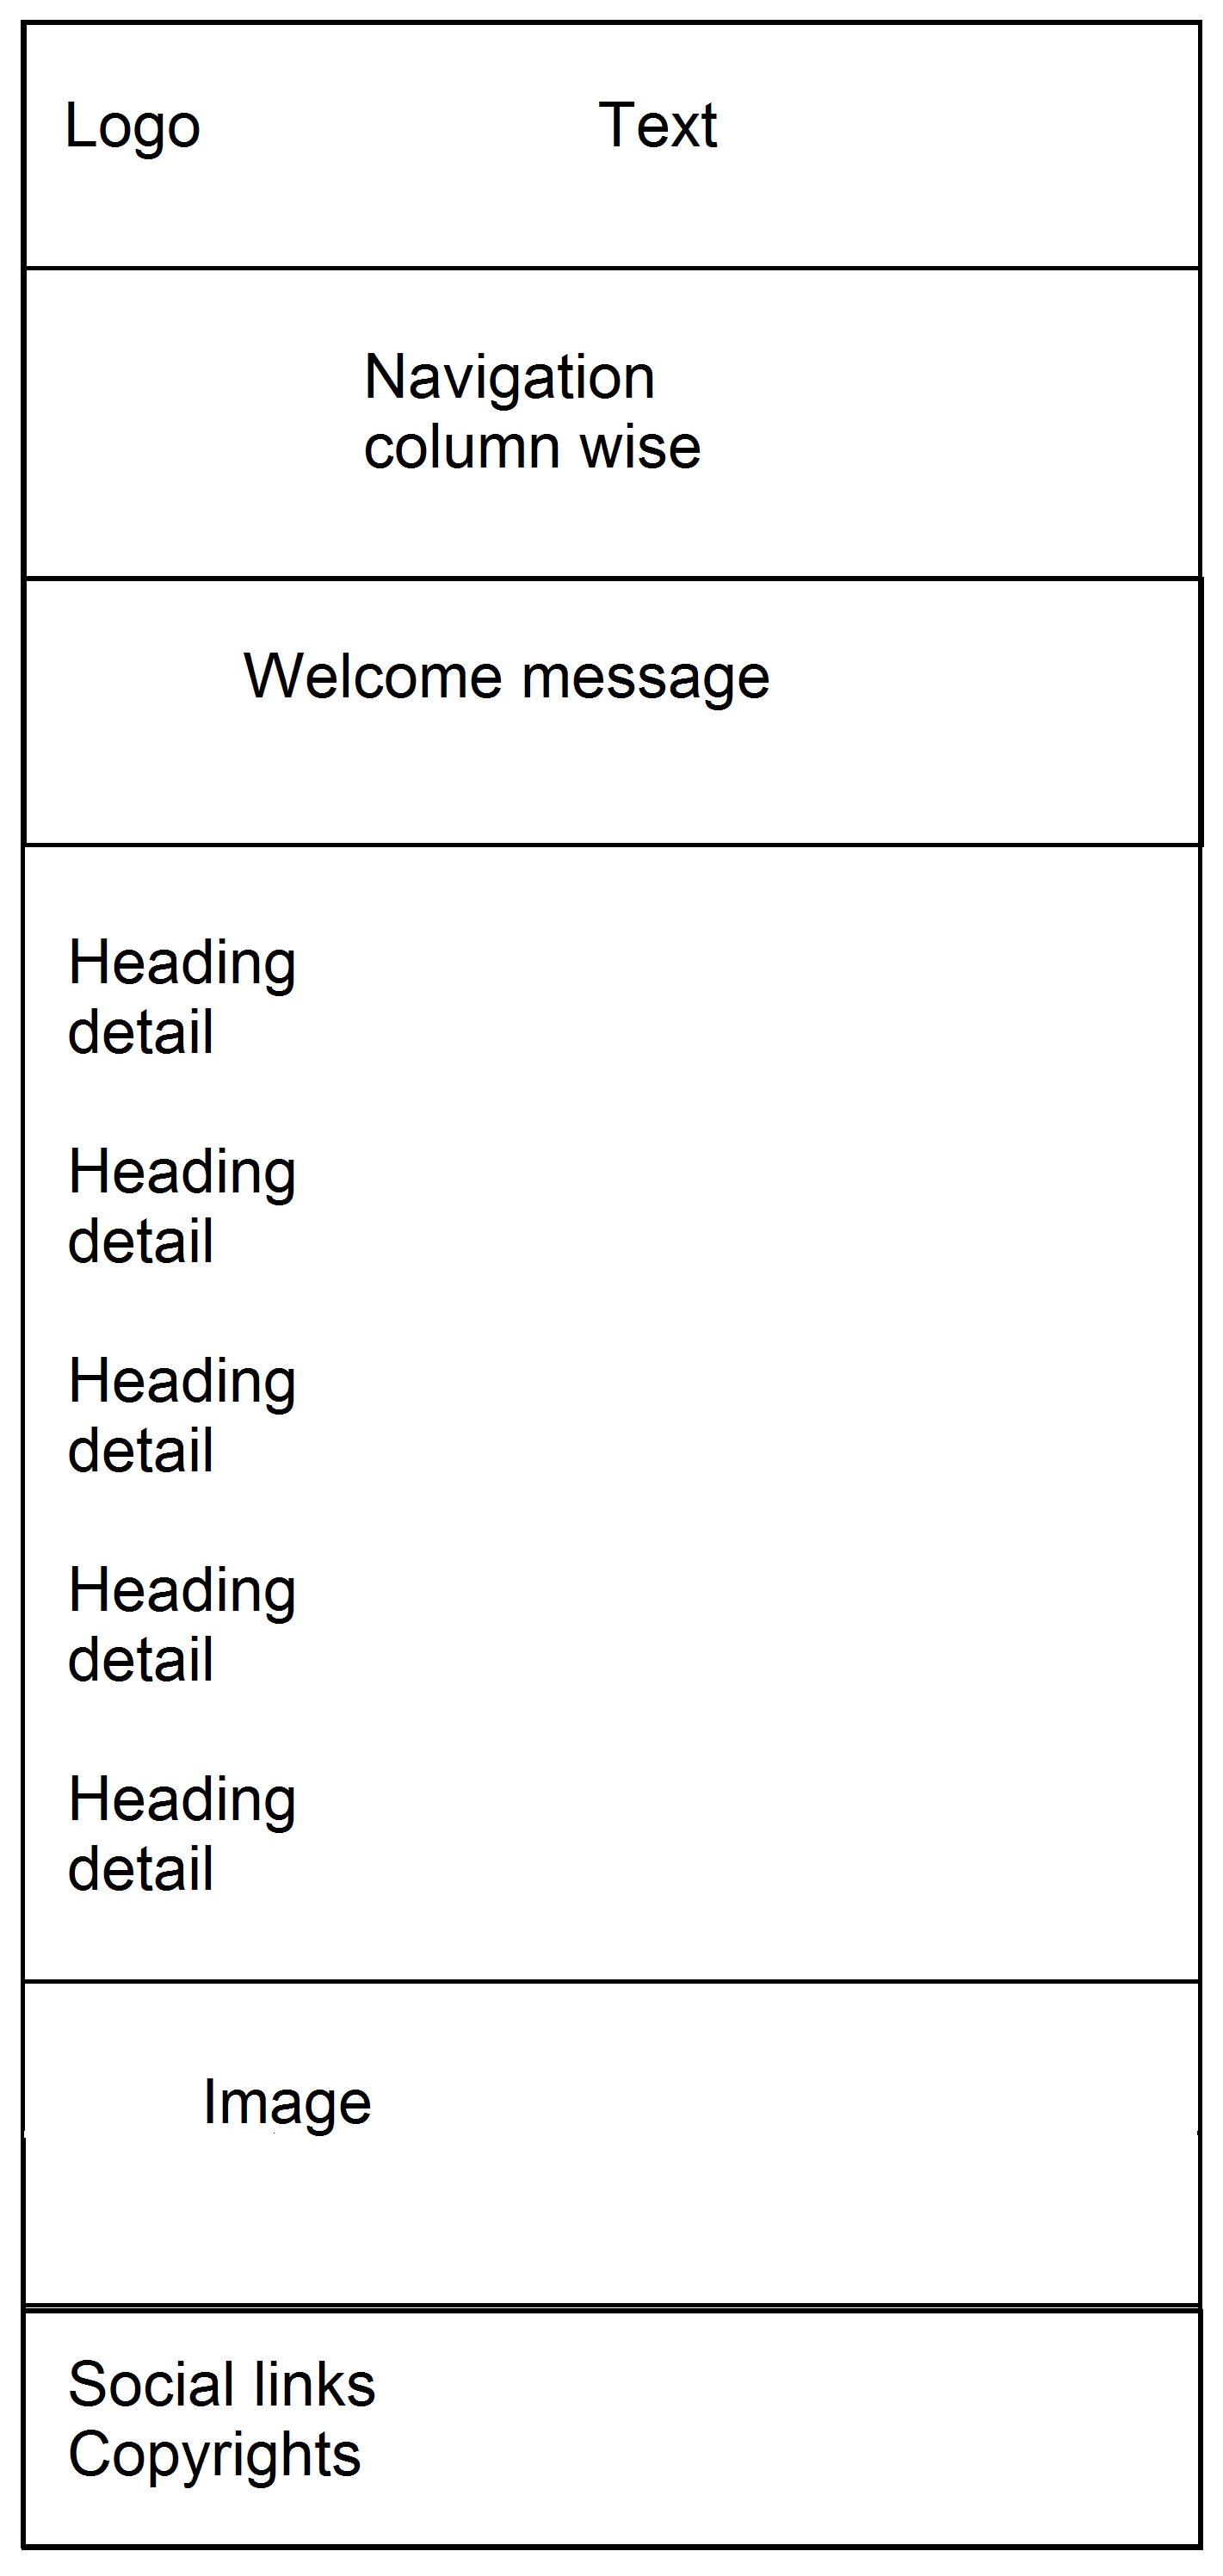 Logo Text
Navigation
column wise
Welcome message
Heading
detail
Heading
detail
Heading
detail
Heading
detail
Heading
detail
Image
Social links
Copyrights